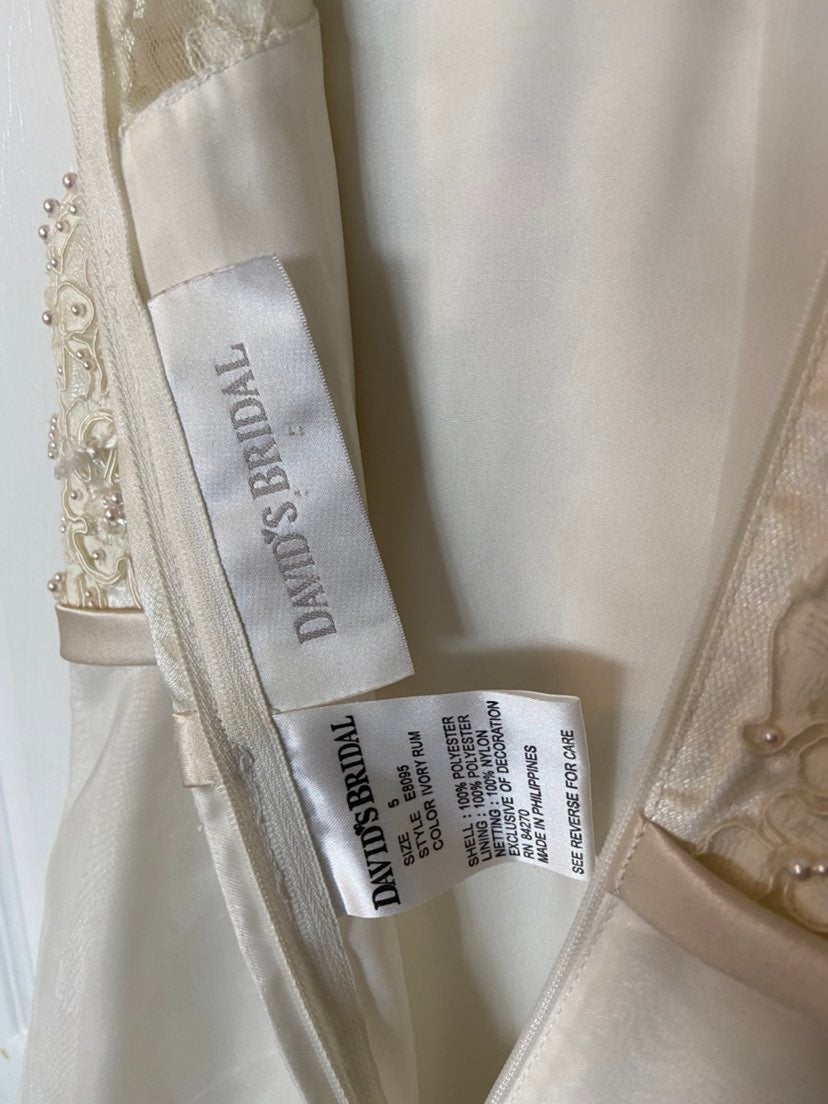 DAVID'S BRIDAL
DAVID'S BRIDAL
SIZE 5
STYLE E8095
COLOR IVORY RUM
SHELL : 100% POLYESTER
LINING : 100% POLYESTER
NETTING : 100% NYLON
EXCLUSIVE OF DECORATION
RN 84270
MADE IN PHILIPPINES
SEE REVERSE FOR CARE